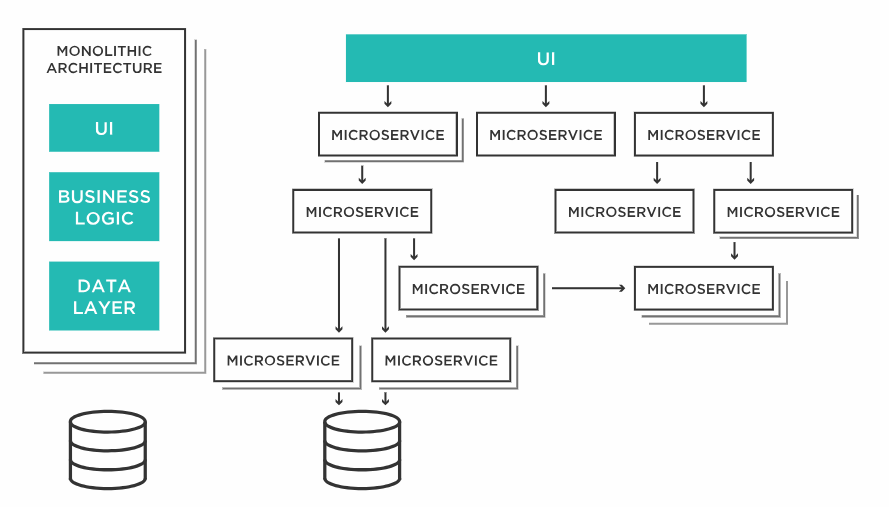 MONOLITHIC
ARCHITECTURE
UI
BUSINESS
LOGIC
DATA
LAYER
UI
MICROSERVICE
MICROSERVICE
MICROSERVICE
MICROSERVICE
MICROSERVICE
MICROSERVICE
MICROSERVICE
MICROSERVICE
MICROSERVICE
MICROSERVICE